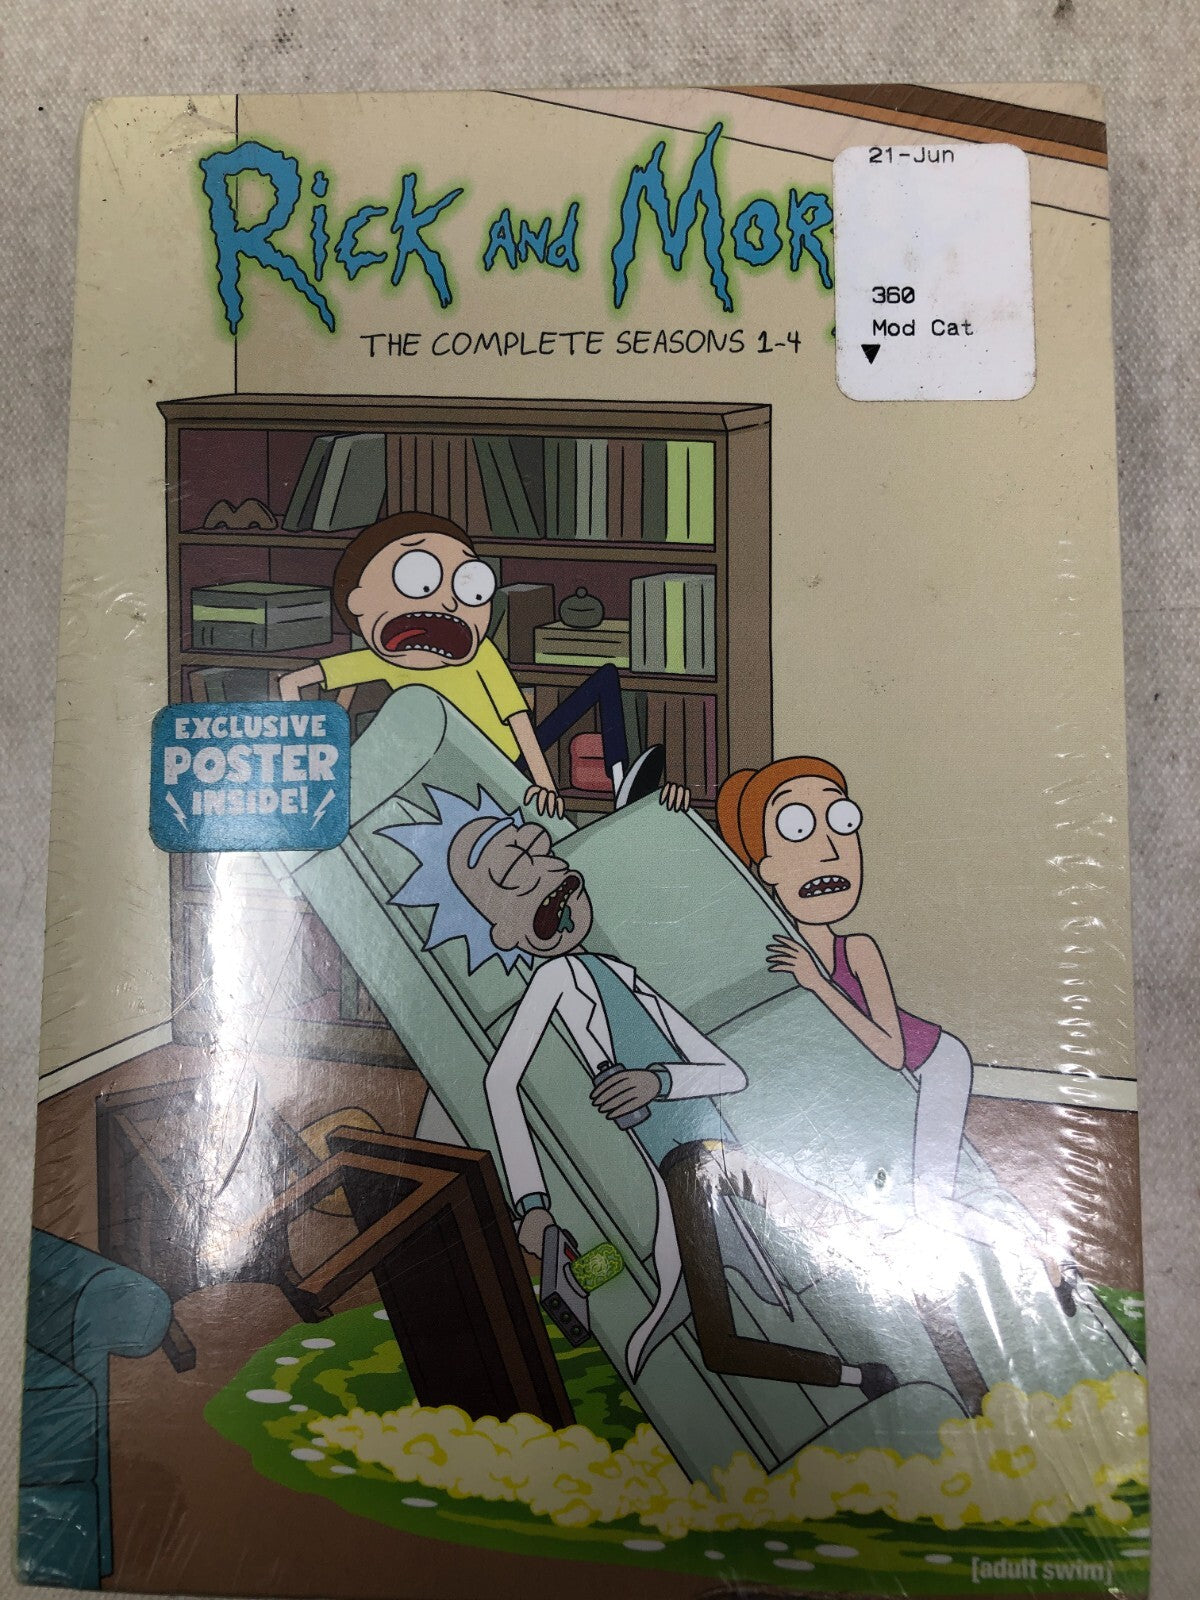 Rick and Mor
THE COMPLETE SEASONS 1-4
21-Jun
360
Mod Cat
EXCLUSIVE
POSTER
INSIDE!
[adult swim]